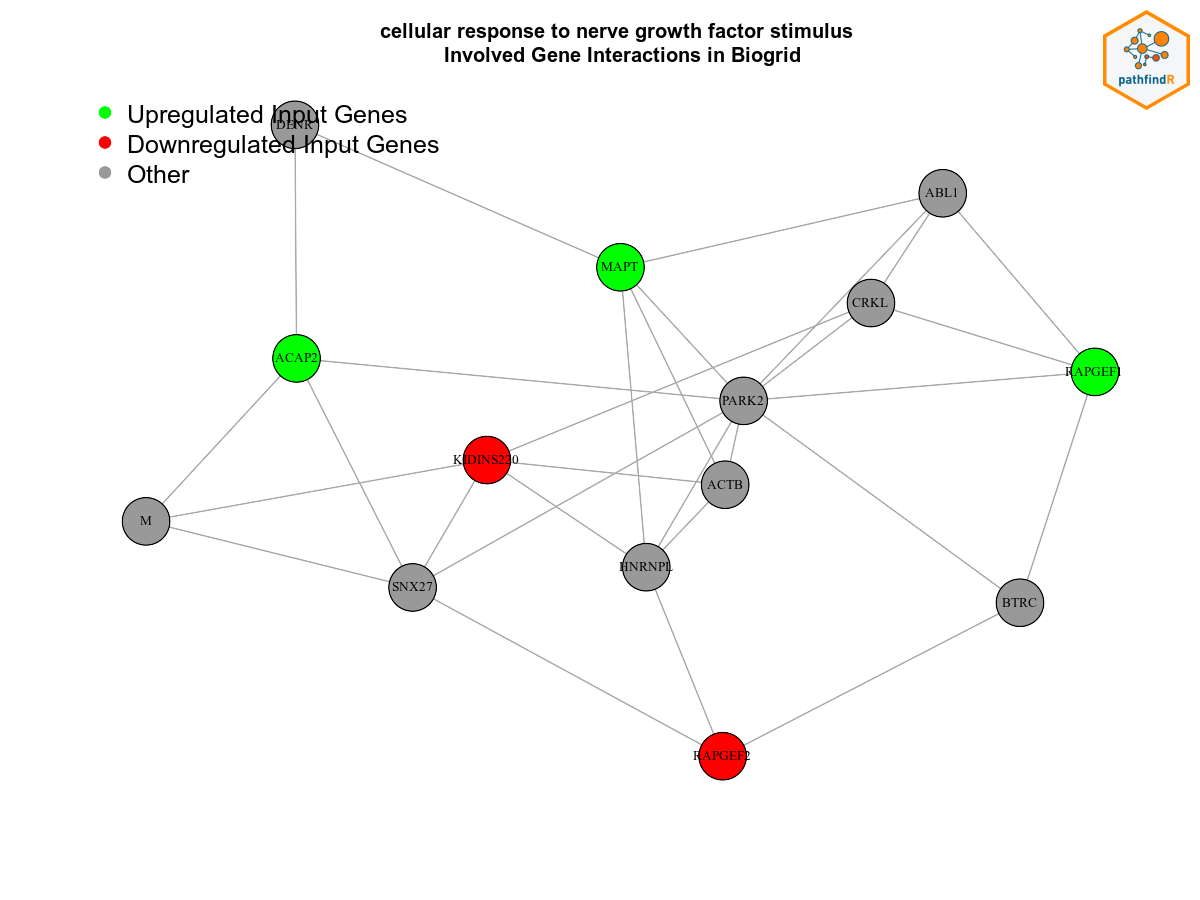 cellular response to nerve growth factor stimulus
Involved Gene Interactions in Biogrid
pathfindR
Upregulated Input Genes
DENR
Downregulated Input Genes
Other
ABL1
MAPT
CRKL
ACAP2
RAPGEF1
PARK2
KIDINS220
ACTB
M
HNRNPL
SNX27
BTRC
RAPGEF2